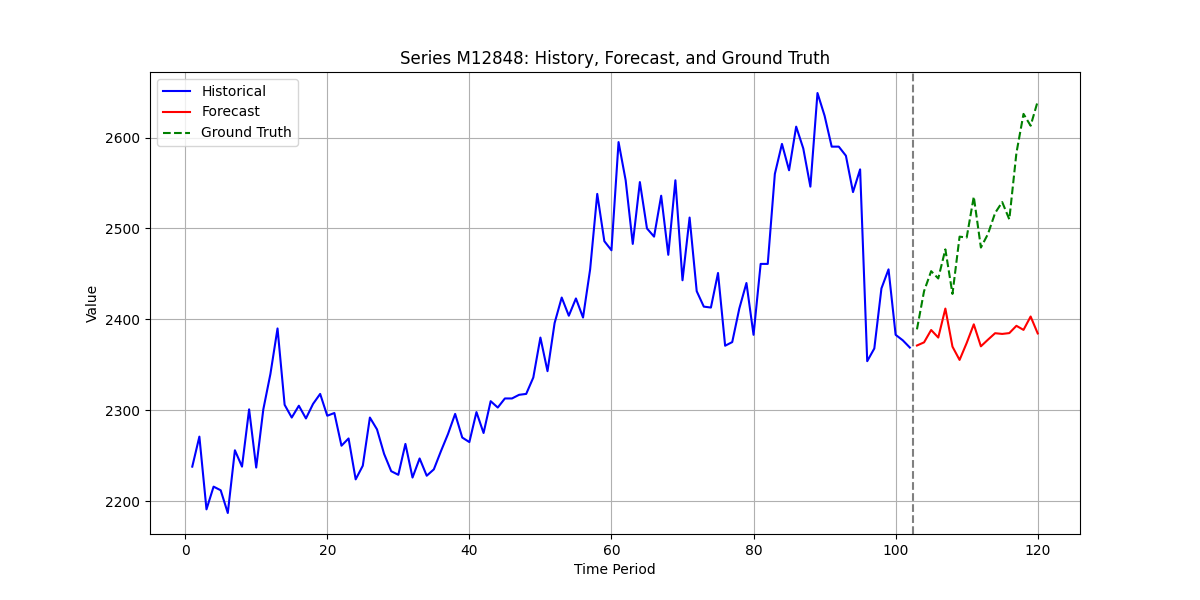 Series M12848: History, Forecast, and Ground Truth
Historical
Forecast
Ground Truth
2600
2500
2400
2300
2200
Value
0 20 40 60 80 100 120
Time Period